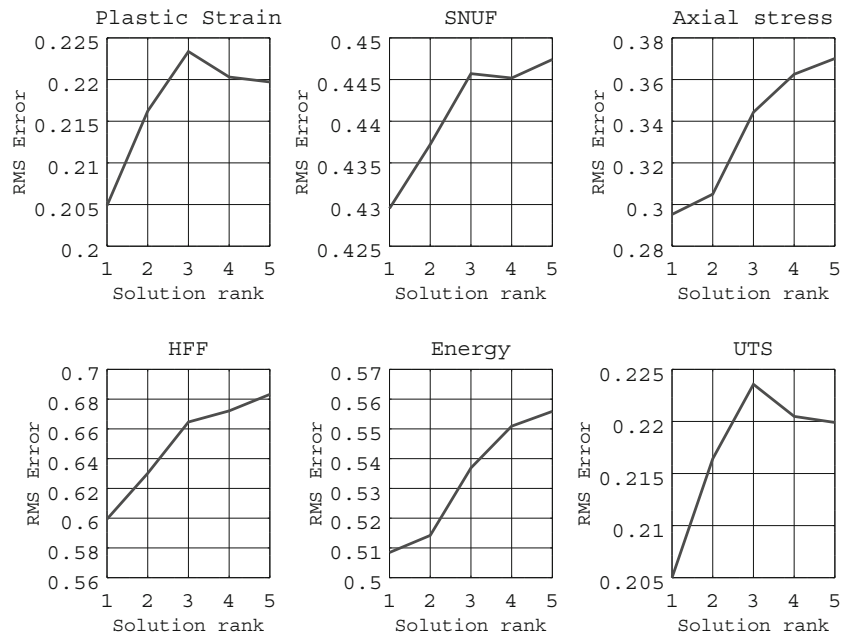 Plastic Strain
RMS Error
0.225
0.22
0.215
0.21
0.205
0.2
1 2 3 4 5
Solution rank
SNUF
RMS Error
0.45
0.445
0.44
0.435
0.43
0.425
1 2 3 4 5
Solution rank
Axial stress
RMS Error
0.38
0.36
0.34
0.32
0.3
0.28
1 2 3 4 5
Solution rank
HFF
RMS Error
0.7
0.68
0.66
0.64
0.62
0.6
0.58
0.56
1 2 3 4 5
Solution rank
Energy
RMS Error
0.57
0.56
0.55
0.54
0.53
0.52
0.51
0.5
1 2 3 4 5
Solution rank
UTS
RMS Error
0.225
0.22
0.215
0.21
0.205
1 2 3 4 5
Solution rank